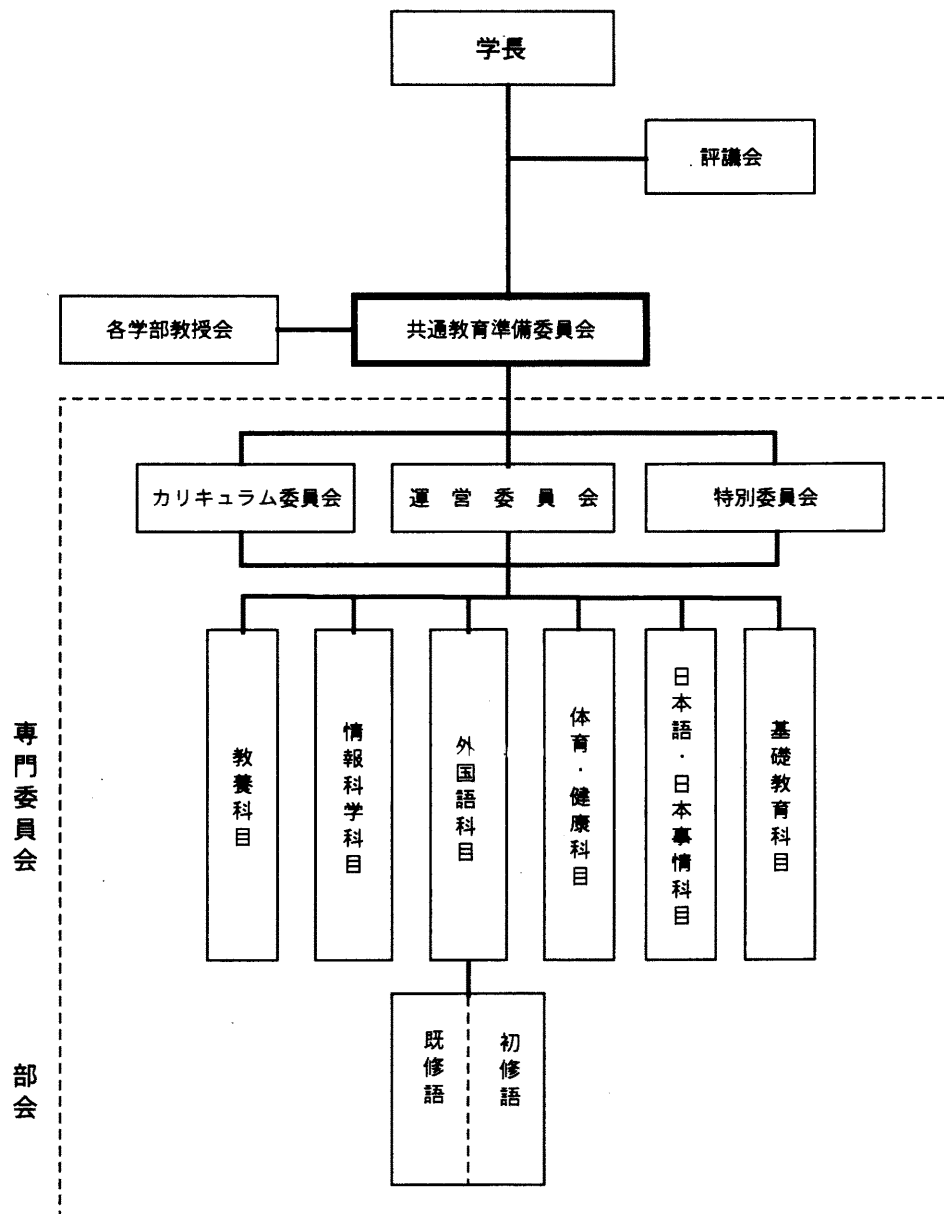 学長
評議会
各学部教授会
共通教育準備委員会
カリキュラム委員会
運営委員会
特別委員会
専門委員会
教養科目
情報科学科目
外国語科目
体育・健康科目
日本語・日本事情科目
基礎教育科目
部会
既修語
初修語